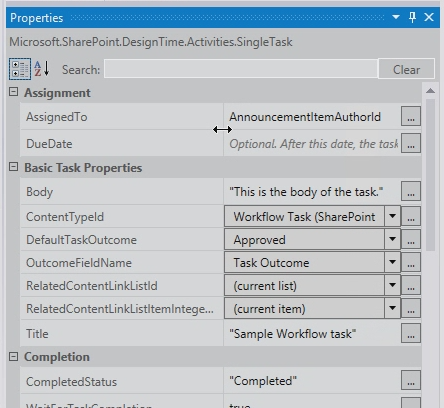 Properties
Microsoft.SharePoint.DesignTime.Activities.SingleTask
A
Z
Search:
Clear
Assignment
AssignedTo AnnouncementItemAuthorId ...
DueDate Optional. After this date, the task ...
Basic Task Properties
Body "This is the body of the task." ...
ContentTypeId Workflow Task (SharePoint ...
DefaultTaskOutcome Approved ...
OutcomeFieldName Task Outcome ...
RelatedContentLinkListId (current list) ...
RelatedContentLinkListItemIntege... (current item) ...
Title "Sample Workflow task" ...
Completion
CompletedStatus "Completed" ...
WaitForTaskCompletion true